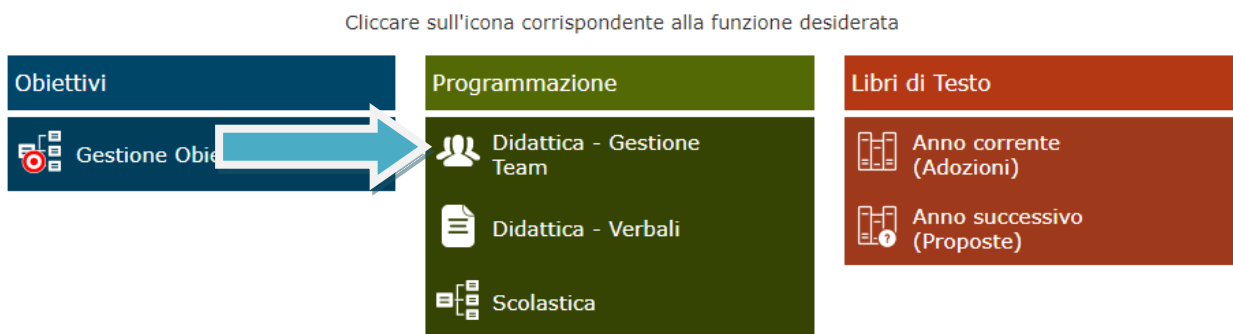 Cliccare sull'icona corrispondente alla funzione desiderata
Obiettivi
Gestione
Programmazione
Didattica - Gestione
Team
Didattica - Verbali
Scolastica
Libri di Testo
Anno corrente
(Adozioni)
Anno successivo
(Proposte)